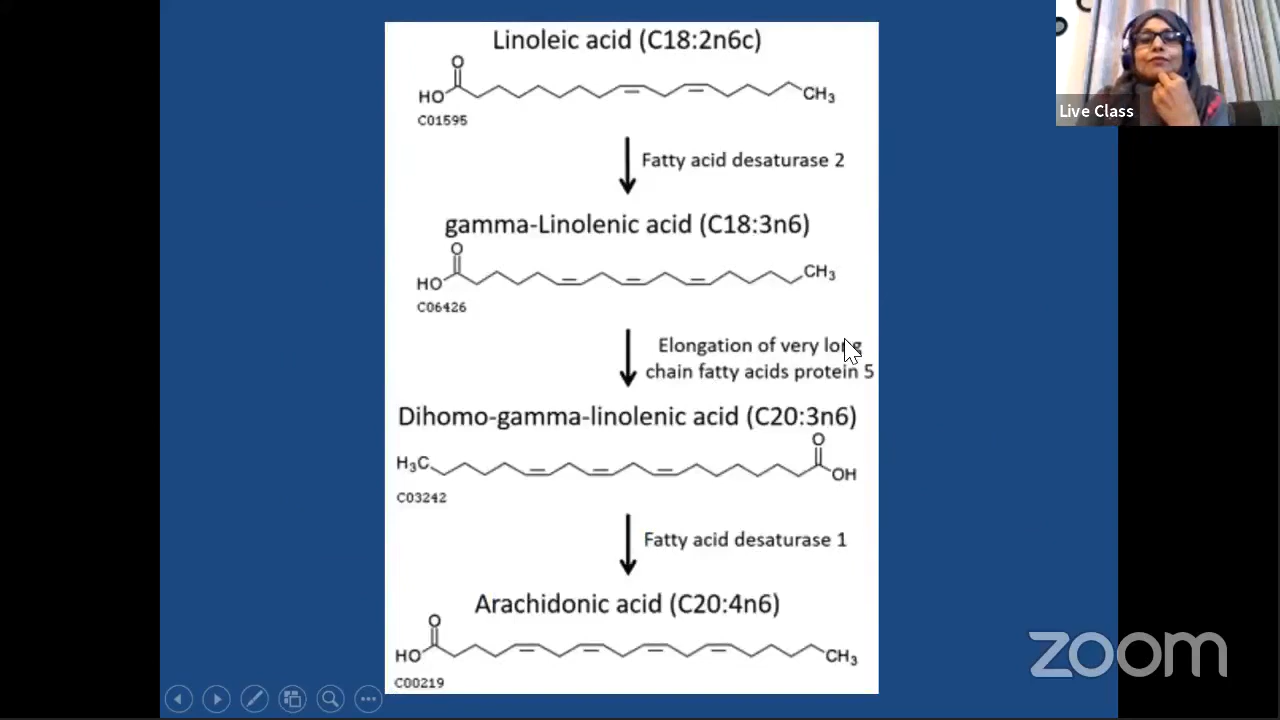 Linoleic acid (C18:2n6c)
O
HO
CH3
C01595
Fatty acid desaturase 2
gamma-Linolenic acid (C18:3n6)
O
HO
CH3
C06426
Elongation of very long
chain fatty acids protein 5
Dihomo-gamma-linolenic acid (C20:3n6)
O
H3C
OH
C03242
Fatty acid desaturase 1
Arachidonic acid (C20:4n6)
O
HO
CH3
C00219
Live Class
zoom